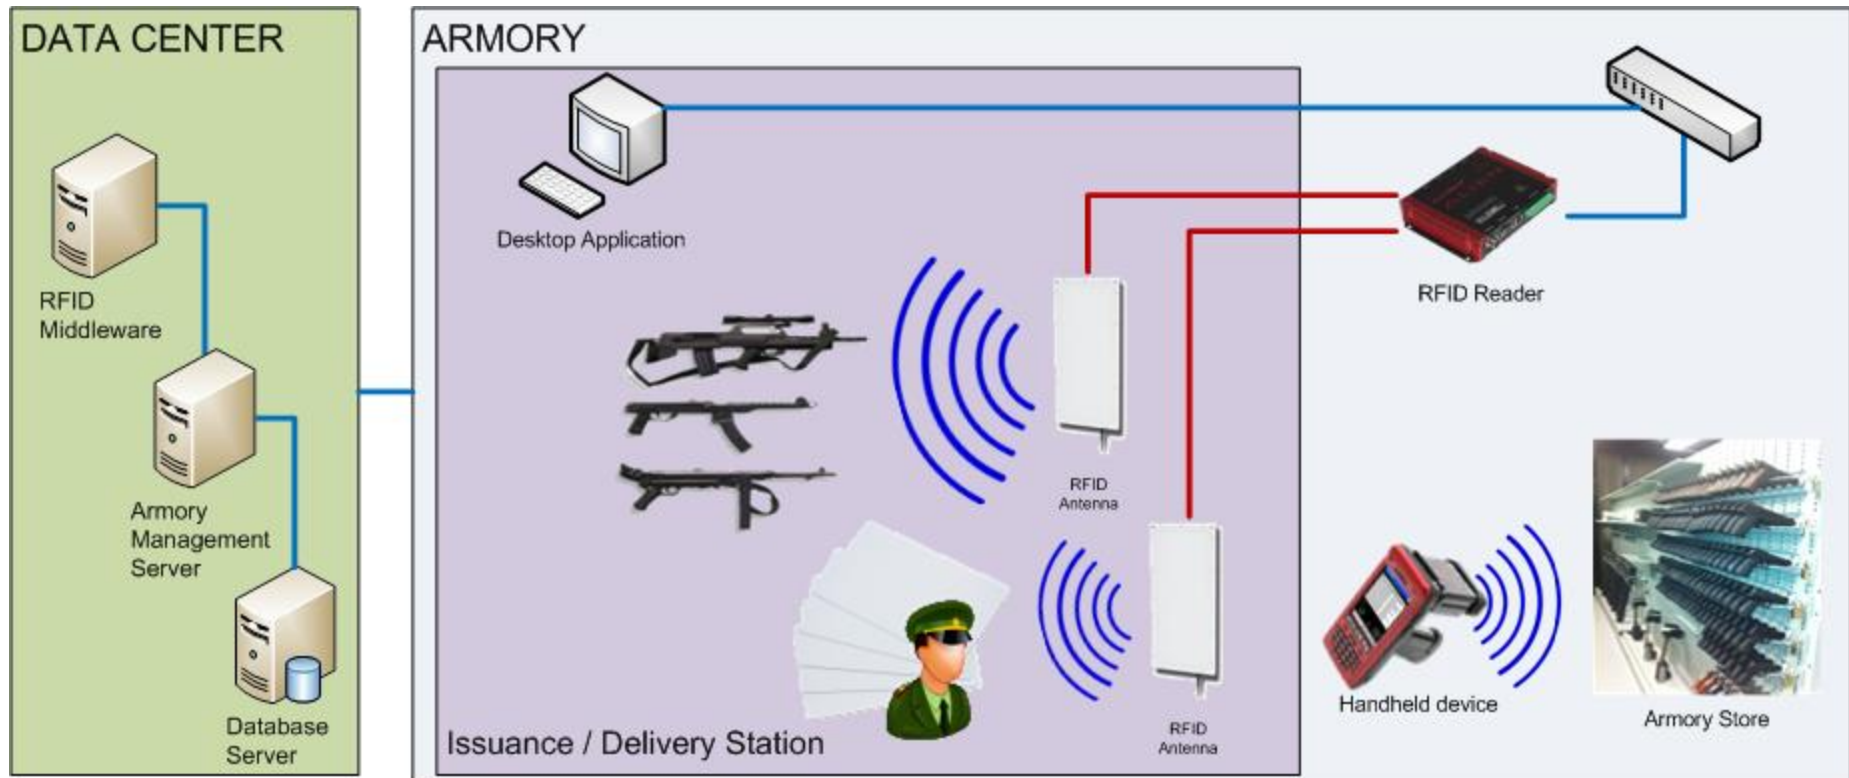 DATA CENTER
RFID
Middleware
Armory
Management
Server
Database
Server
ARMORY
Desktop Application
RFID
Antenna
RFID
Antenna
Issuance / Delivery Station
RFID Reader
Handheld device
Armory Store